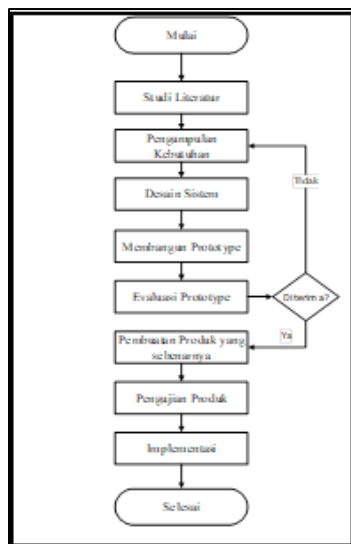 Mulai
Studi Literatur
Pengumpulan
Kebutuhan
Tidak
Desain Sistem
Membangun Prototype
Evaluasi Prototype
Diterima?
Ya
Pembuatan Produk yang
sebenarnya
Pengujian Produk
Implementasi
Selesai